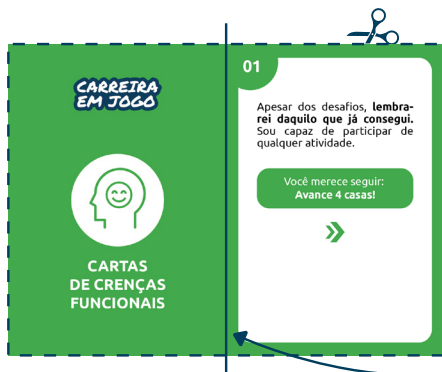 CARREIRA
EM JOGO
CARTAS
DE CRENÇAS
FUNCIONAIS
01
Apesar dos desafios, lembra-
rei daquilo que já consegui.
Sou capaz de participar de
qualquer atividade.
Você merece seguir:
Avance 4 casas!